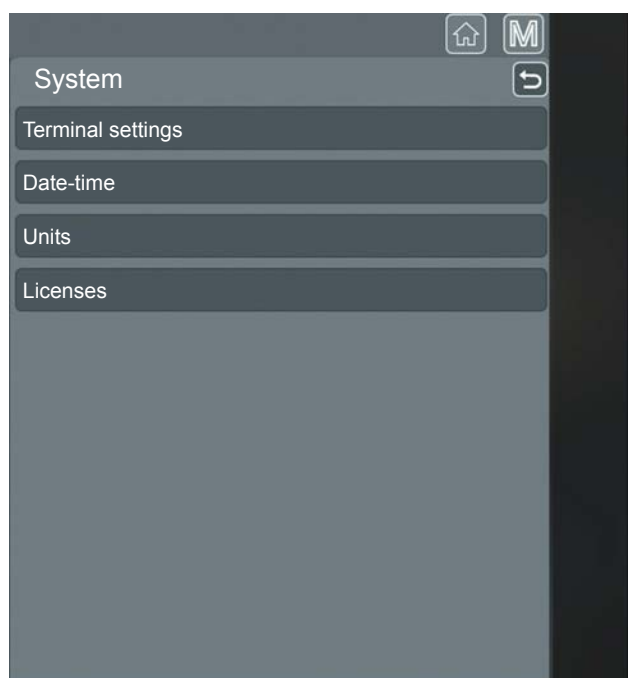 M
System
Terminal settings
Date-time
Units
Licenses